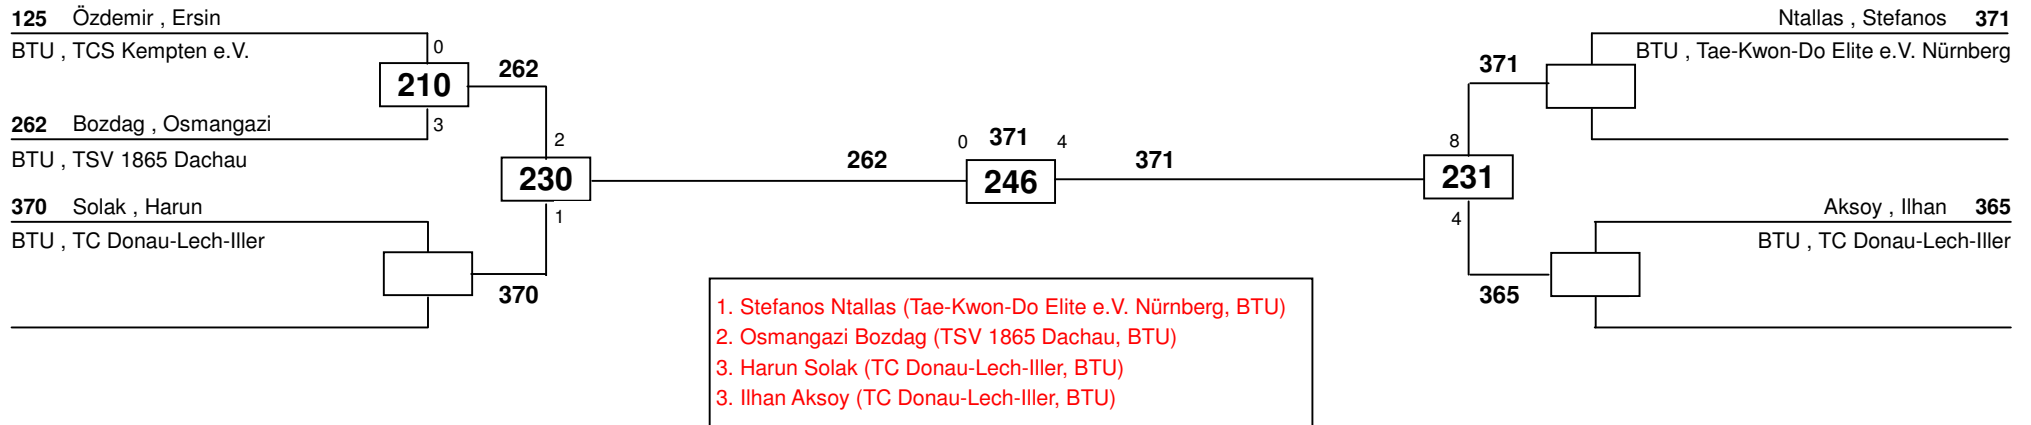 125 Özdemir , Ersin
BTU , TCS Kempten e.V.
0
210
262
3
262 Bozdag , Osmangazi
BTU , TSV 1865 Dachau
2
230
1
370 Solak , Harun
BTU , TC Donau-Lech-Iller
370
262
0 371 4
246
371
Ntallas , Stefanos 371
BTU , Tae-Kwon-Do Elite e.V. Nürnberg
371
8
231
4
Aksoy , Ilhan 365
BTU , TC Donau-Lech-Iller
365
1. Stefanos Ntallas (Tae-Kwon-Do Elite e.V. Nürnberg, BTU)
2. Osmangazi Bozdag (TSV 1865 Dachau, BTU)
3. Harun Solak (TC Donau-Lech-Iller, BTU)
3. Ilhan Aksoy (TC Donau-Lech-Iller, BTU)